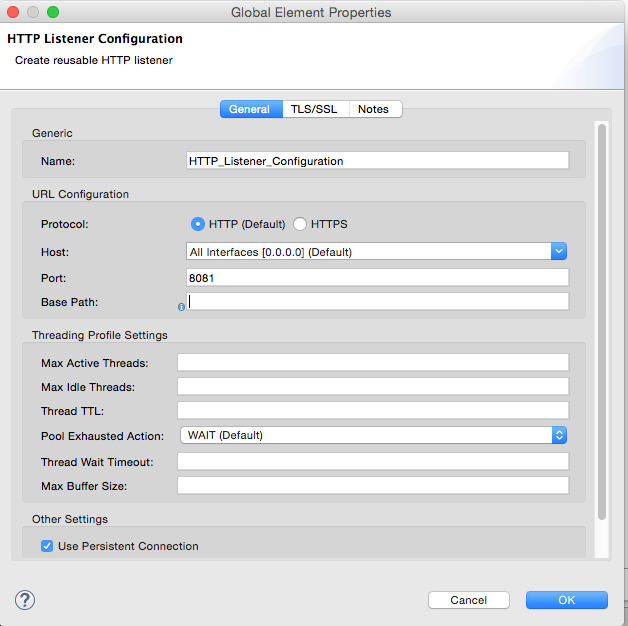 Global Element Properties
HTTP Listener Configuration
Create reusable HTTP listener
General TLS/SSL Notes
Generic
Name: HTTP_Listener_Configuration
URL Configuration
Protocol: HTTP (Default) HTTPS
Host: All Interfaces [0.0.0.0] (Default)
Port: 8081
Base Path:
Threading Profile Settings
Max Active Threads:
Max Idle Threads:
Thread TTL:
Pool Exhausted Action: WAIT (Default)
Thread Wait Timeout:
Max Buffer Size:
Other Settings
Use Persistent Connection
? Cancel OK